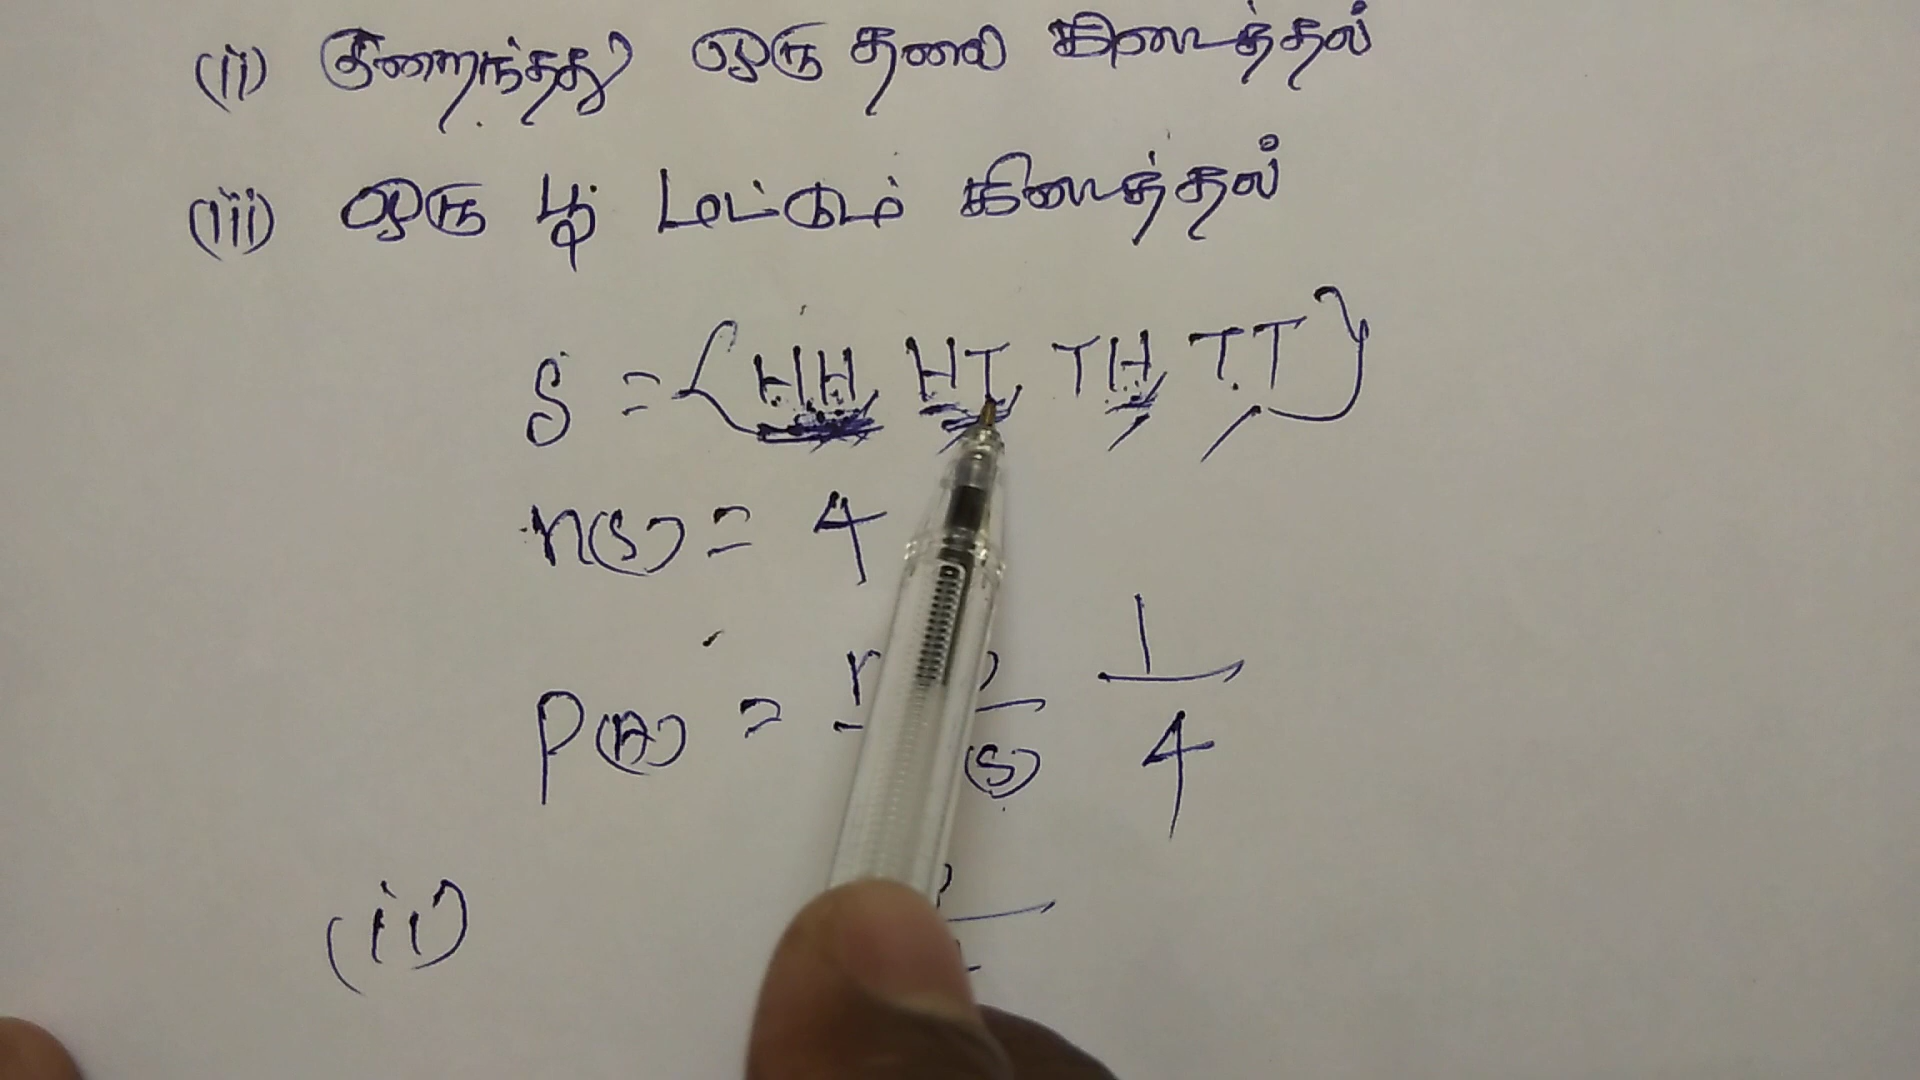 (ii) குறைந்தது ஒரு தலை கிடைத்தல்
(iii) ஒரு பூ மட்டும் கிடைத்தல்
S = {HH, HT, TH, TT}
n(s) = 4
P(A) = (s) 1/4
(ii)